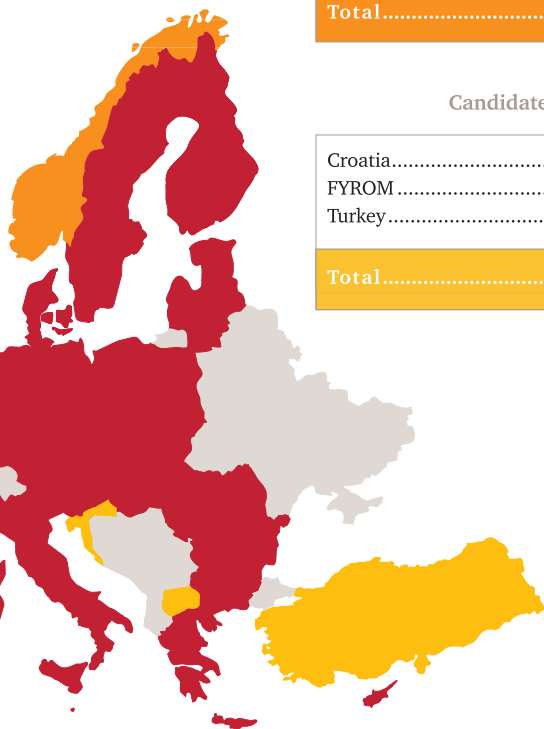 Total..........................
Candidate
Croatia..........................
FYROM..........................
Turkey..........................
Total..........................